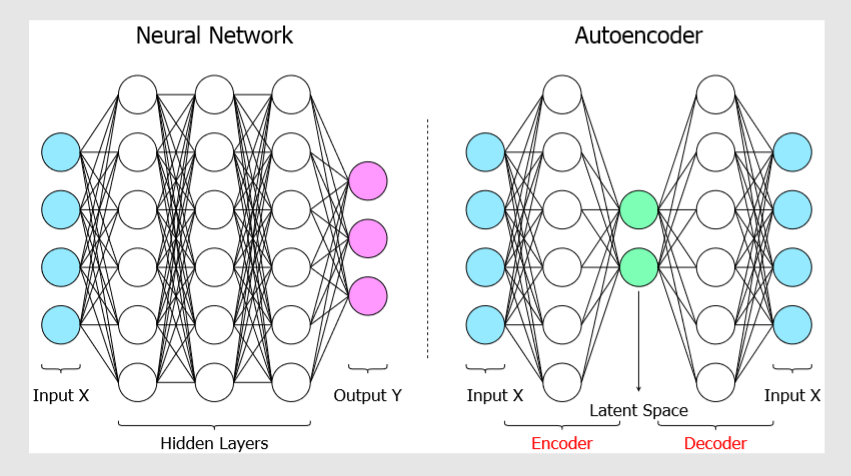 Neural Network
Autoencoder
Input X
Output Y
Hidden Layers
Input X
Latent Space
Input X
Encoder
Decoder